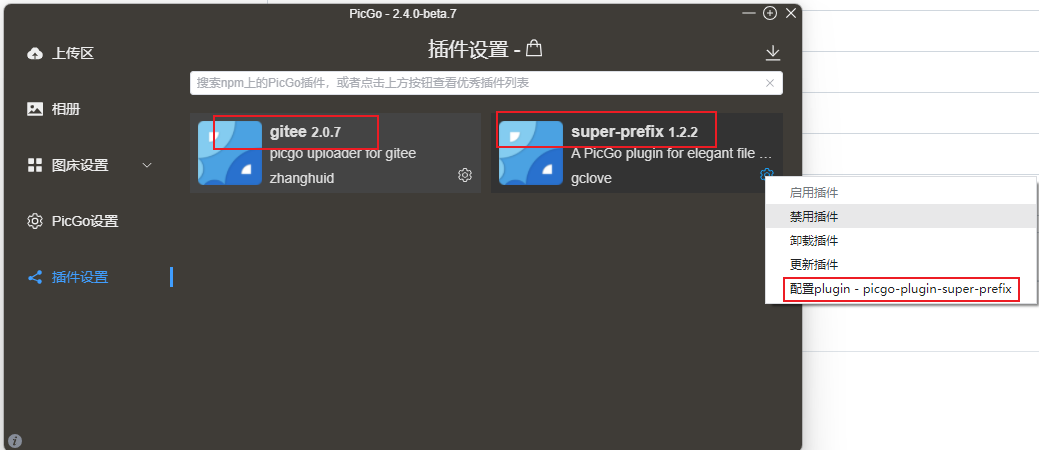 PicGo - 2.4.0-beta.7
上传区
相册
图床设置
PicGo设置
插件设置
插件设置 -
搜索npm上的PicGo插件，或者点击上方按钮查看优秀插件列表
gitee 2.0.7
picgo uploader for gitee
zhanghuid
super-prefix 1.2.2
A PicGo plugin for elegant file ...
gclove
启用插件
禁用插件
卸载插件
更新插件
配置plugin - picgo-plugin-super-prefix